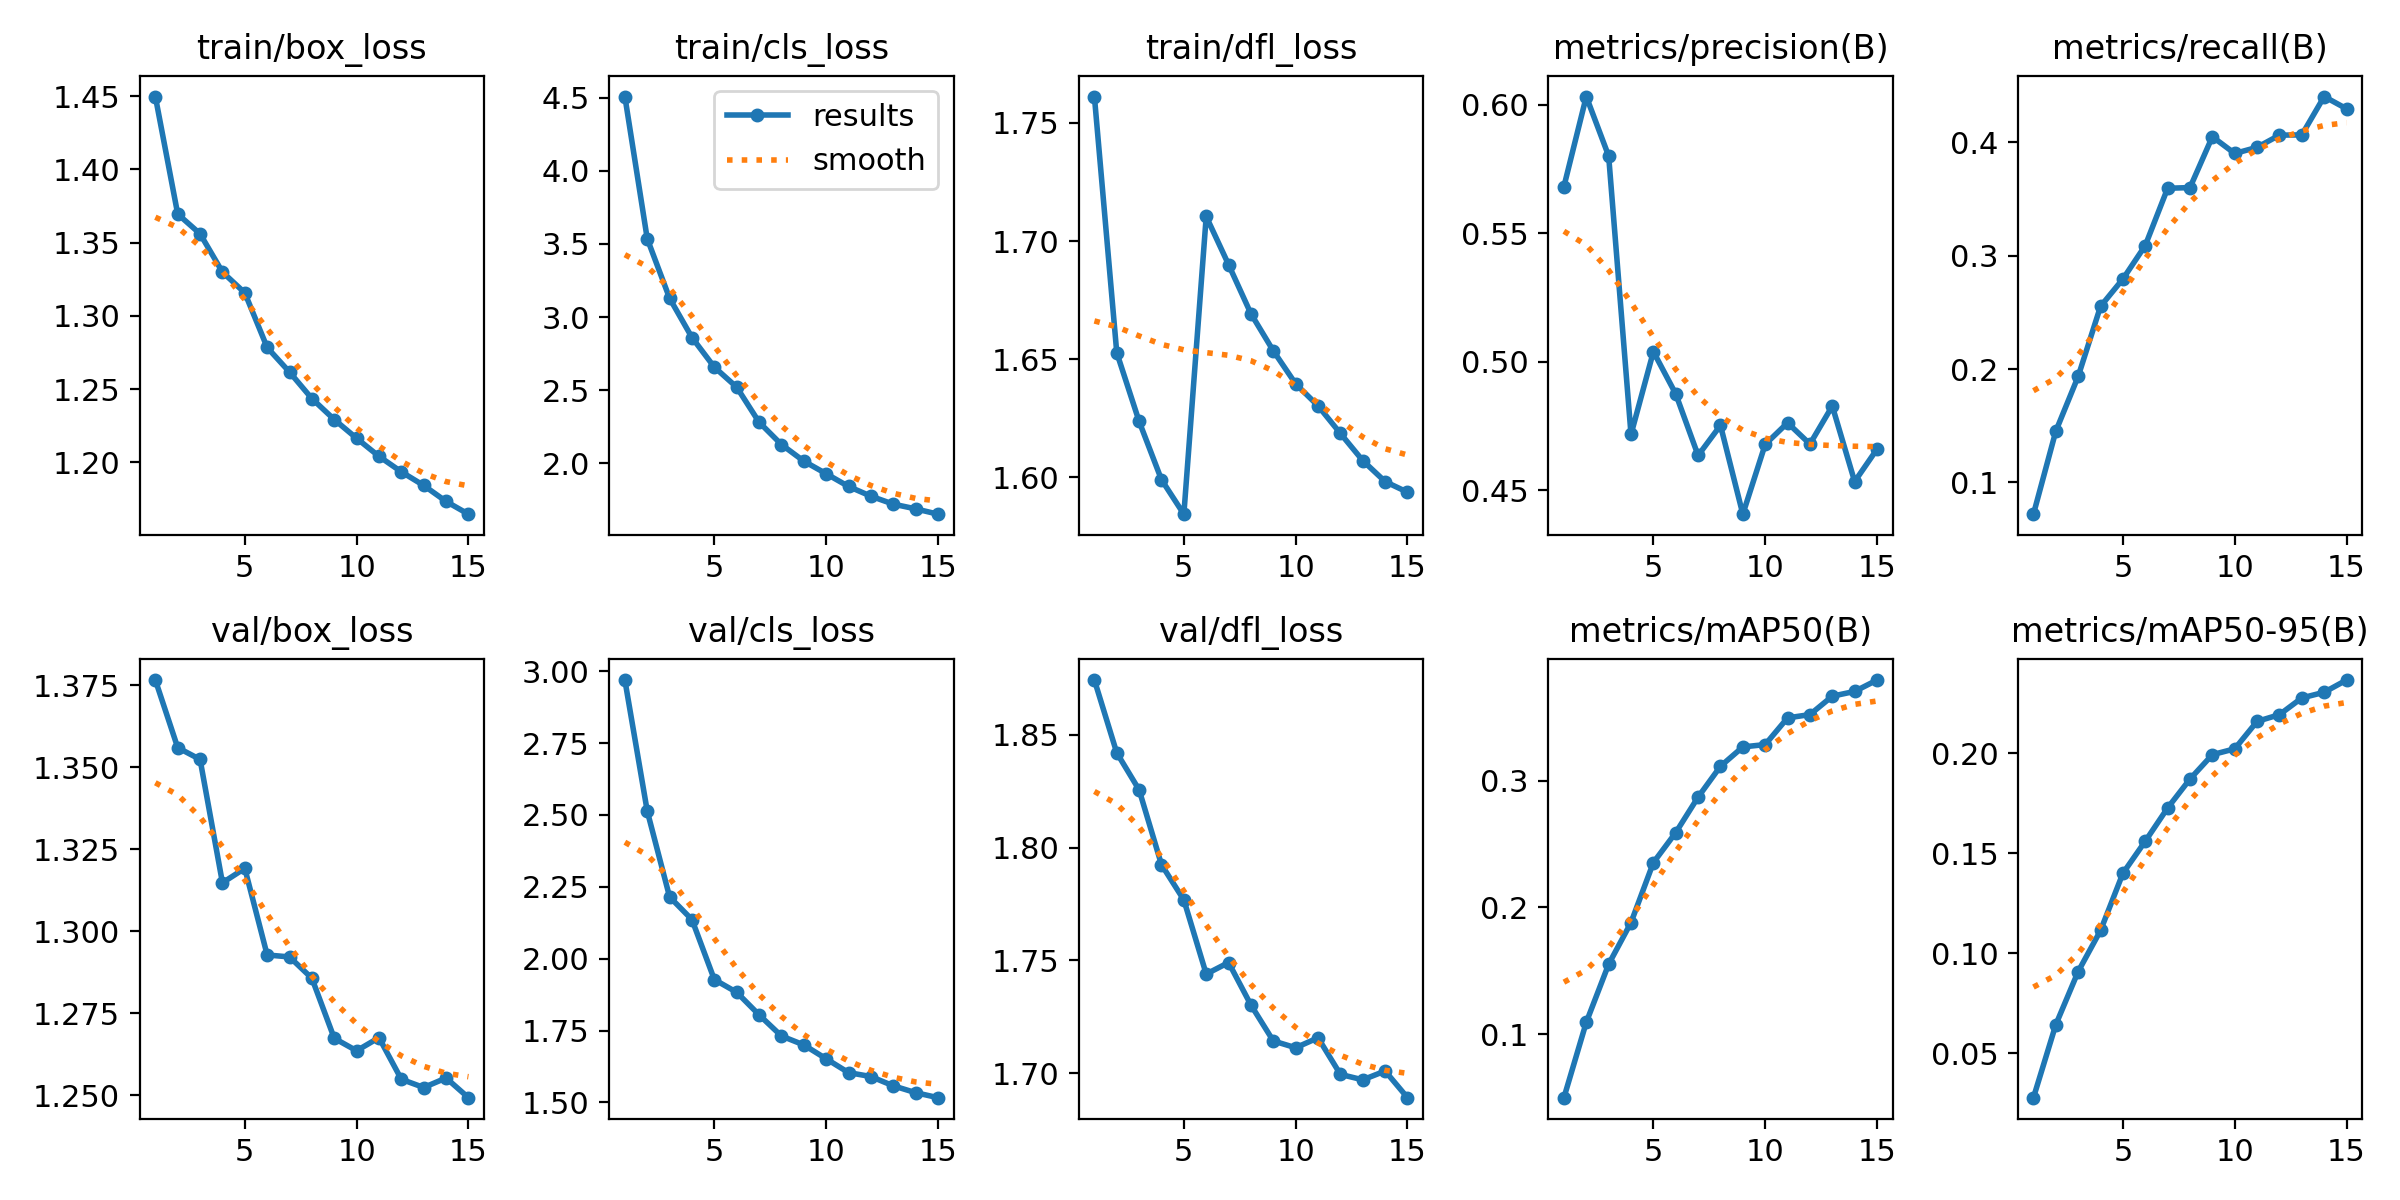 train/box_loss
1.45
1.40
1.35
1.30
1.25
1.20
5 10 15
train/cls_loss
results
smooth
4.5
4.0
3.5
3.0
2.5
2.0
5 10 15
train/dfl_loss
1.75
1.70
1.65
1.60
5 10 15
metrics/precision(B)
0.60
0.55
0.50
0.45
5 10 15
metrics/recall(B)
0.4
0.3
0.2
0.1
5 10 15
val/box_loss
1.375
1.350
1.325
1.300
1.275
1.250
5 10 15
val/cls_loss
3.00
2.75
2.50
2.25
2.00
1.75
1.50
5 10 15
val/dfl_loss
1.85
1.80
1.75
1.70
5 10 15
metrics/mAP50(B)
0.3
0.2
0.1
5 10 15
metrics/mAP50-95(B)
0.20
0.15
0.10
0.05
5 10 15